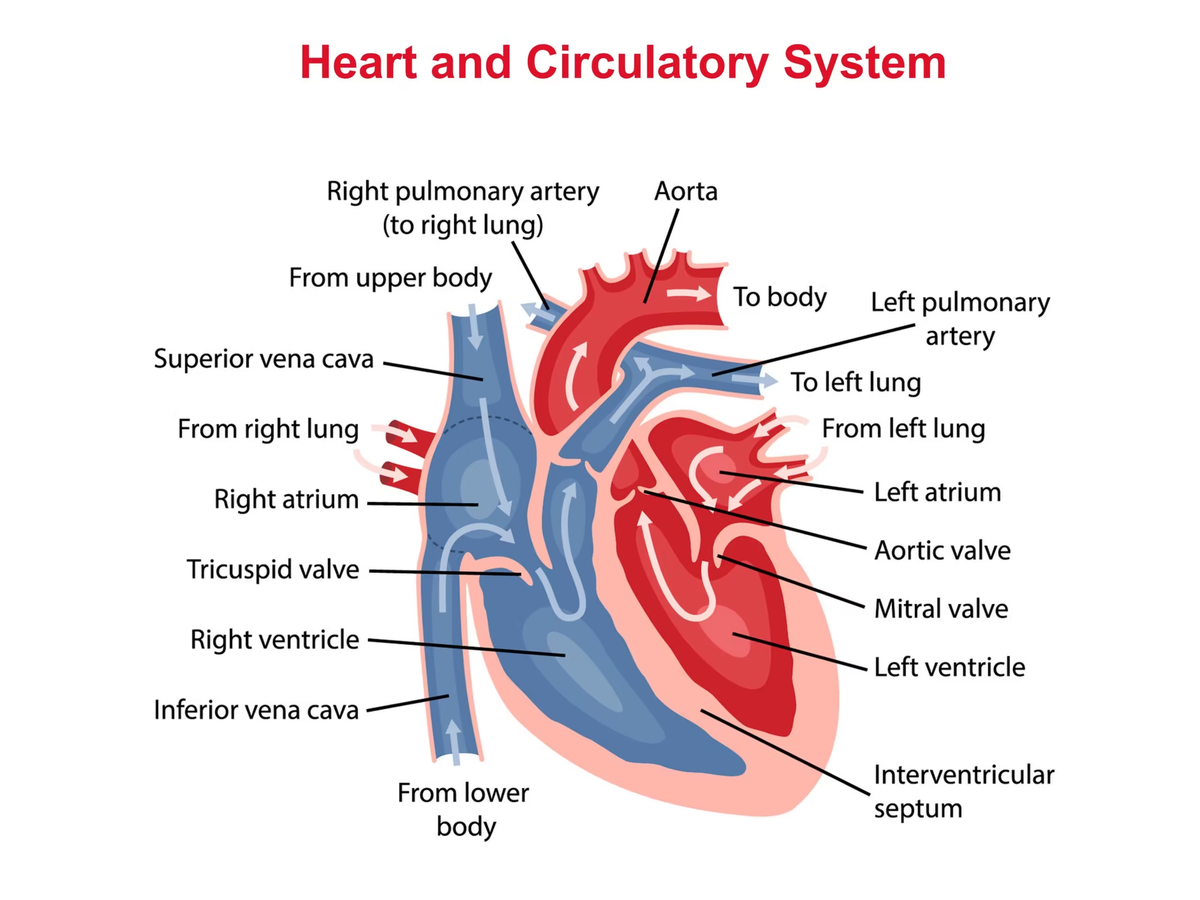 Heart and Circulatory System
Right pulmonary artery
(to right lung)
Aorta
From upper body
To body
Left pulmonary
artery
Superior vena cava
To left lung
From right lung
From left lung
Right atrium
Left atrium
Aortic valve
Tricuspid valve
Mitral valve
Right ventricle
Left ventricle
Inferior vena cava
Interventricular
septum
From lower
body